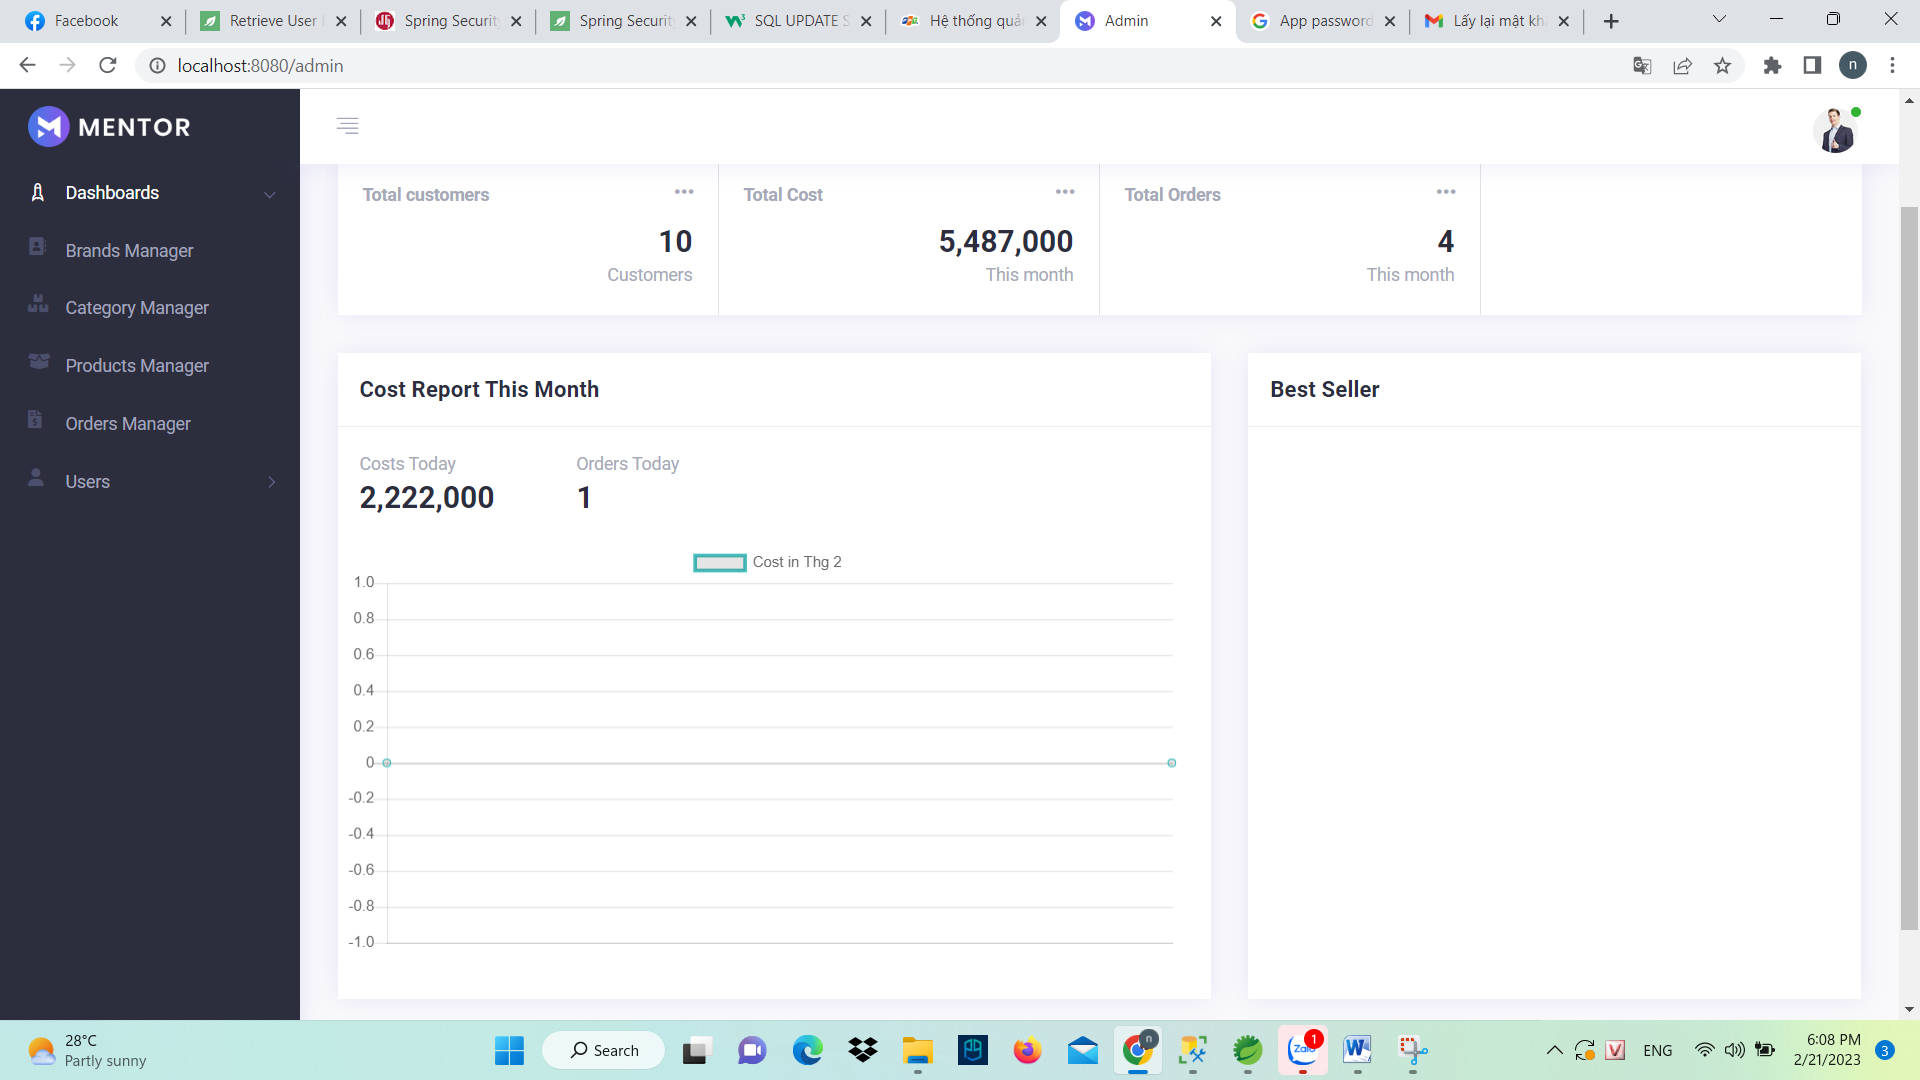 Facebook
Retrieve User
Spring Securit
Spring Securit
SQL UPDATE S
Hệ thống quả
Admin
App password
Lấy lại mật kh
localhost:8080/admin
n
MENTOR
Dashboards
Brands Manager
Category Manager
Products Manager
Orders Manager
Users
Total customers
10
Customers
Total Cost
5,487,000
This month
Total Orders
4
This month
Cost Report This Month
Costs Today
2,222,000
Orders Today
1
Cost in Thg 2
1.0
0.8
0.6
0.4
0.2
0
-0.2
-0.4
-0.6
-0.8
-1.0
Best Seller
28°C
Partly sunny
Search
n
Zalo
1
W
V
ENG
6:08 PM
2/21/2023
3